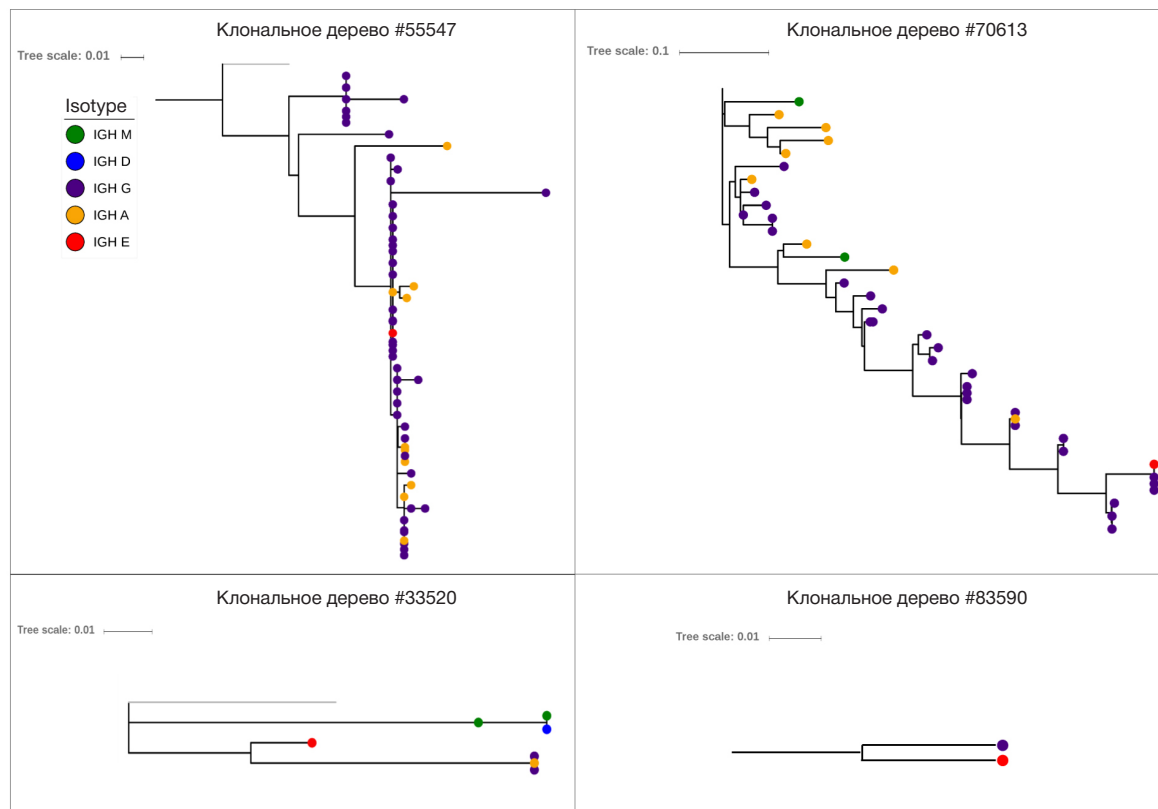 Клональное дерево #55547
Tree scale: 0.01
Isotype
IGH M
IGH D
IGH G
IGH A
IGH E
Клональное дерево #70613
Tree scale: 0.1
Клональное дерево #33520
Tree scale: 0.01
Клональное дерево #83590
Tree scale: 0.01